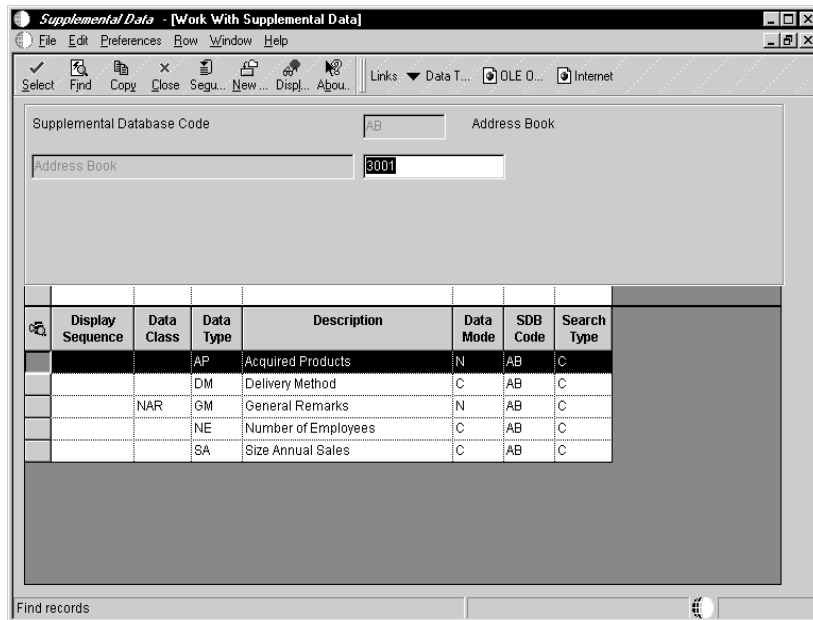 Supplemental Data - [Work With Supplemental Data]
File Edit Preferences Row Window Help
Select Find Copy Close Sequ... New ... Displ... Abou.. Links Data T... OLE O... Internet
Supplemental Database Code AB Address Book
Address Book 3001
Display Sequence Data Class Data Type Description Data Mode SDB Code Search Type
AP Acquired Products N AB C
DM Delivery Method C AB C
NAR GM General Remarks N AB C
NE Number of Employees C AB C
SA Size Annual Sales C AB C
Find records